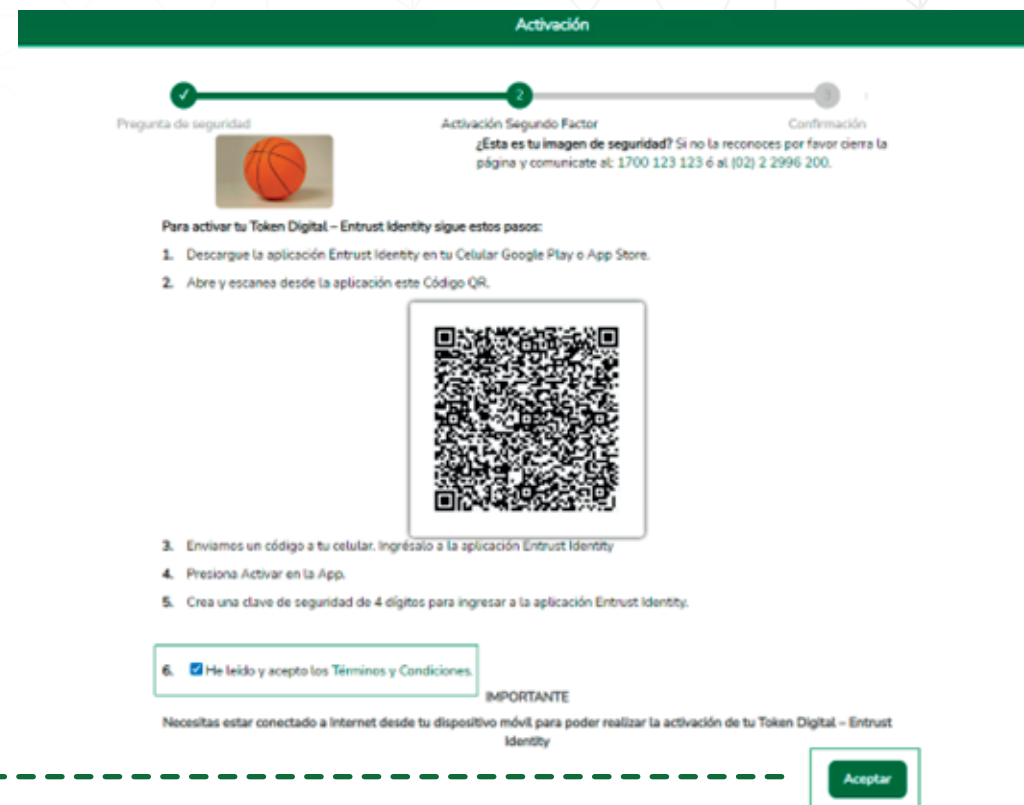 Activación
2
3
Pregunta de seguridad
Activación Segundo Factor
Confirmación
¿Esta es tu imagen de seguridad? Si no la reconoces por favor cierra la
página y comunicate al: 1700 123 123 ó al (02) 2 2996 200.
Para activar tu Token Digital – Entrust Identity sigue estos pasos:
1. Descargue la aplicación Entrust Identity en tu Celular Google Play o App Store.
2. Abre y escanea desde la aplicación este Código QR.
3. Enviamos un código a tu celular. Ingrésalo a la aplicación Entrust Identity
4. Presiona Activar en la App.
5. Crea una clave de seguridad de 4 dígitos para ingresar a la aplicación Entrust Identity.
6. He leído y acepto los Términos y Condiciones.
IMPORTANTE
Necesitas estar conectado a Internet desde tu dispositivo móvil para poder realizar la activación de tu Token Digital – Entrust
Identity
Aceptar